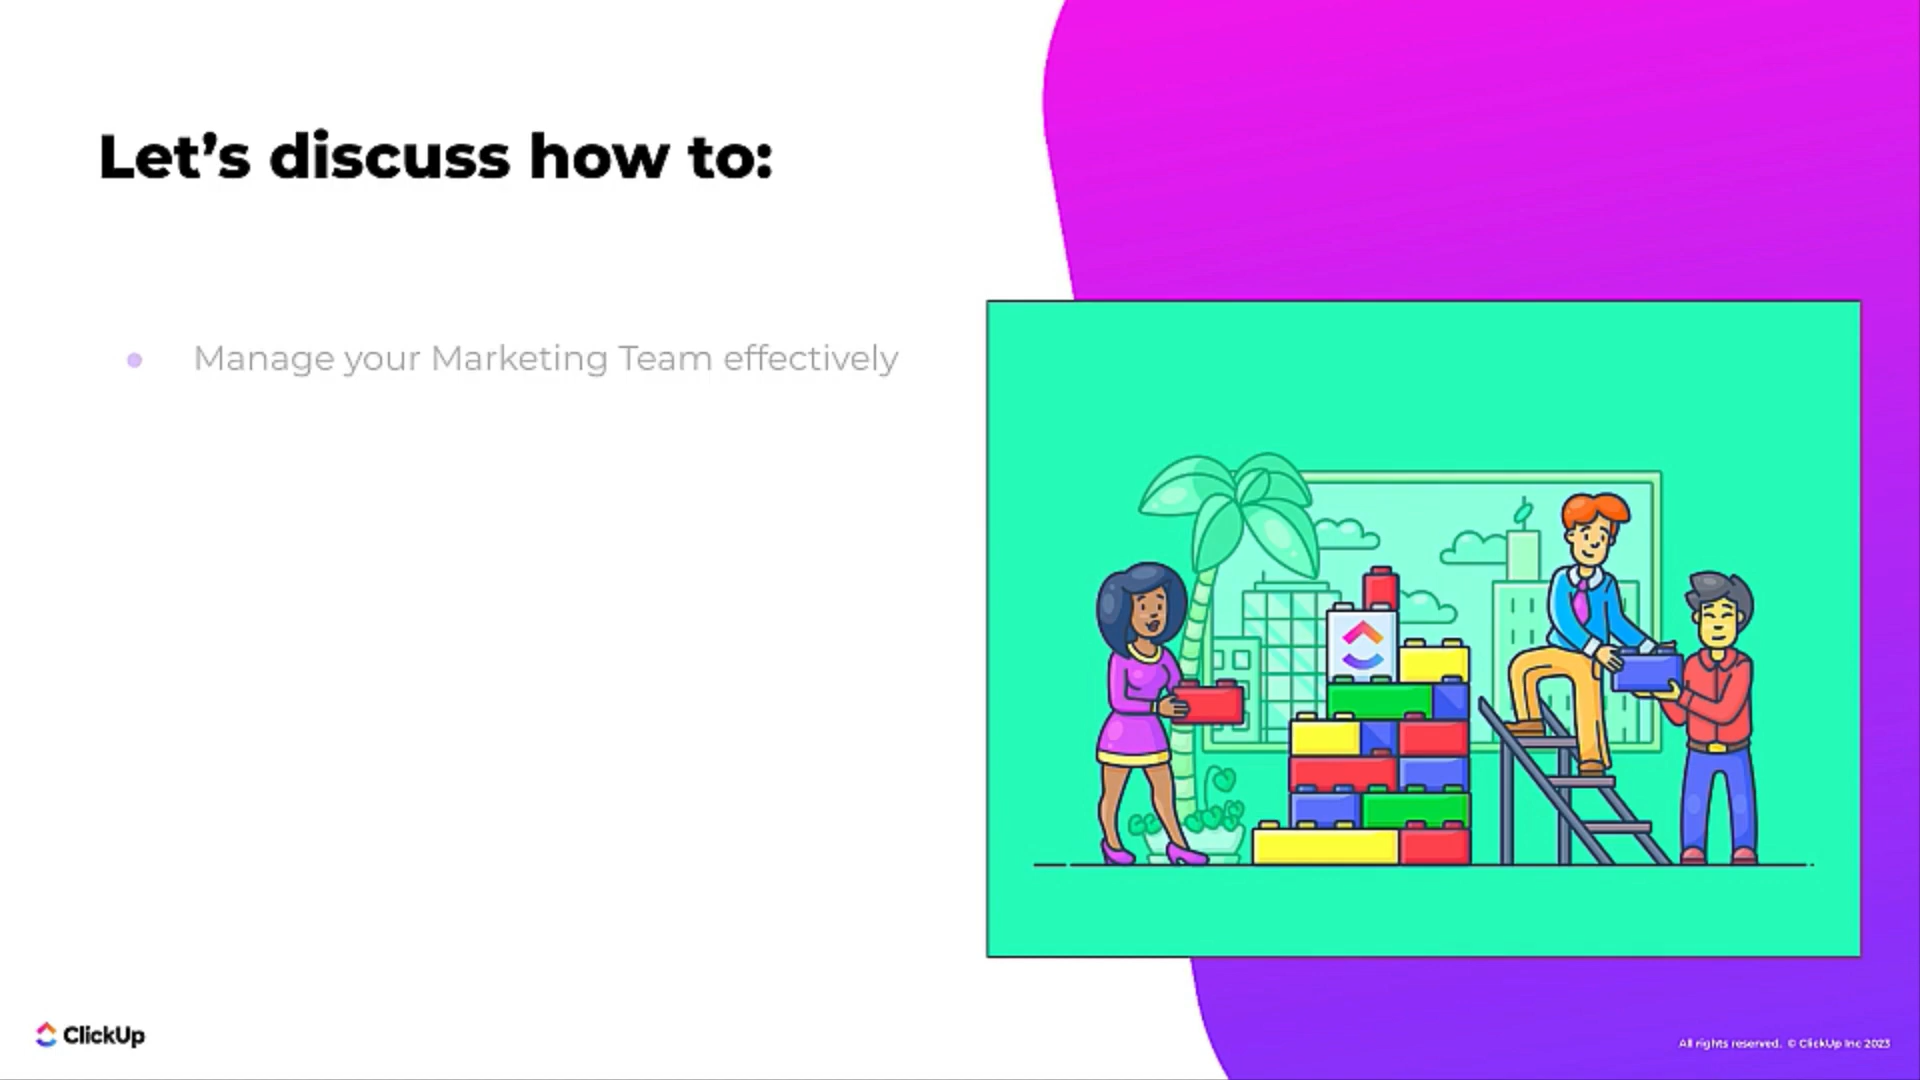 Let’s discuss how to:
Manage your Marketing Team effectively
ClickUp
All rights reserved. © ClickUp Inc 2023